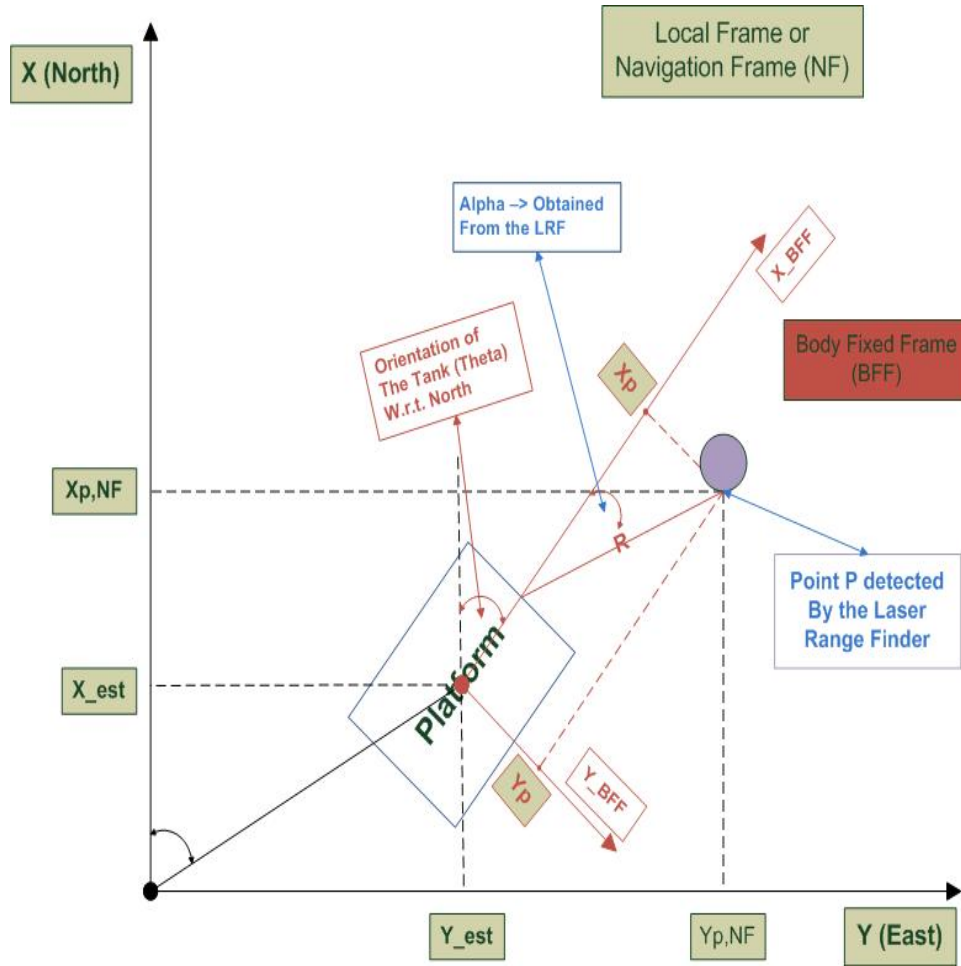 X (North)
Local Frame or
Navigation Frame (NF)
Alpha –> Obtained
From the LRF
X_BFF
Orientation of
The Tank (Theta)
W.r.t. North
Xp
Body Fixed Frame
(BFF)
Xp,NF
R
Point P detected
By the Laser
Range Finder
Platform
X_est
Yp
Y_BFF
Y_est
Yp,NF
Y (East)